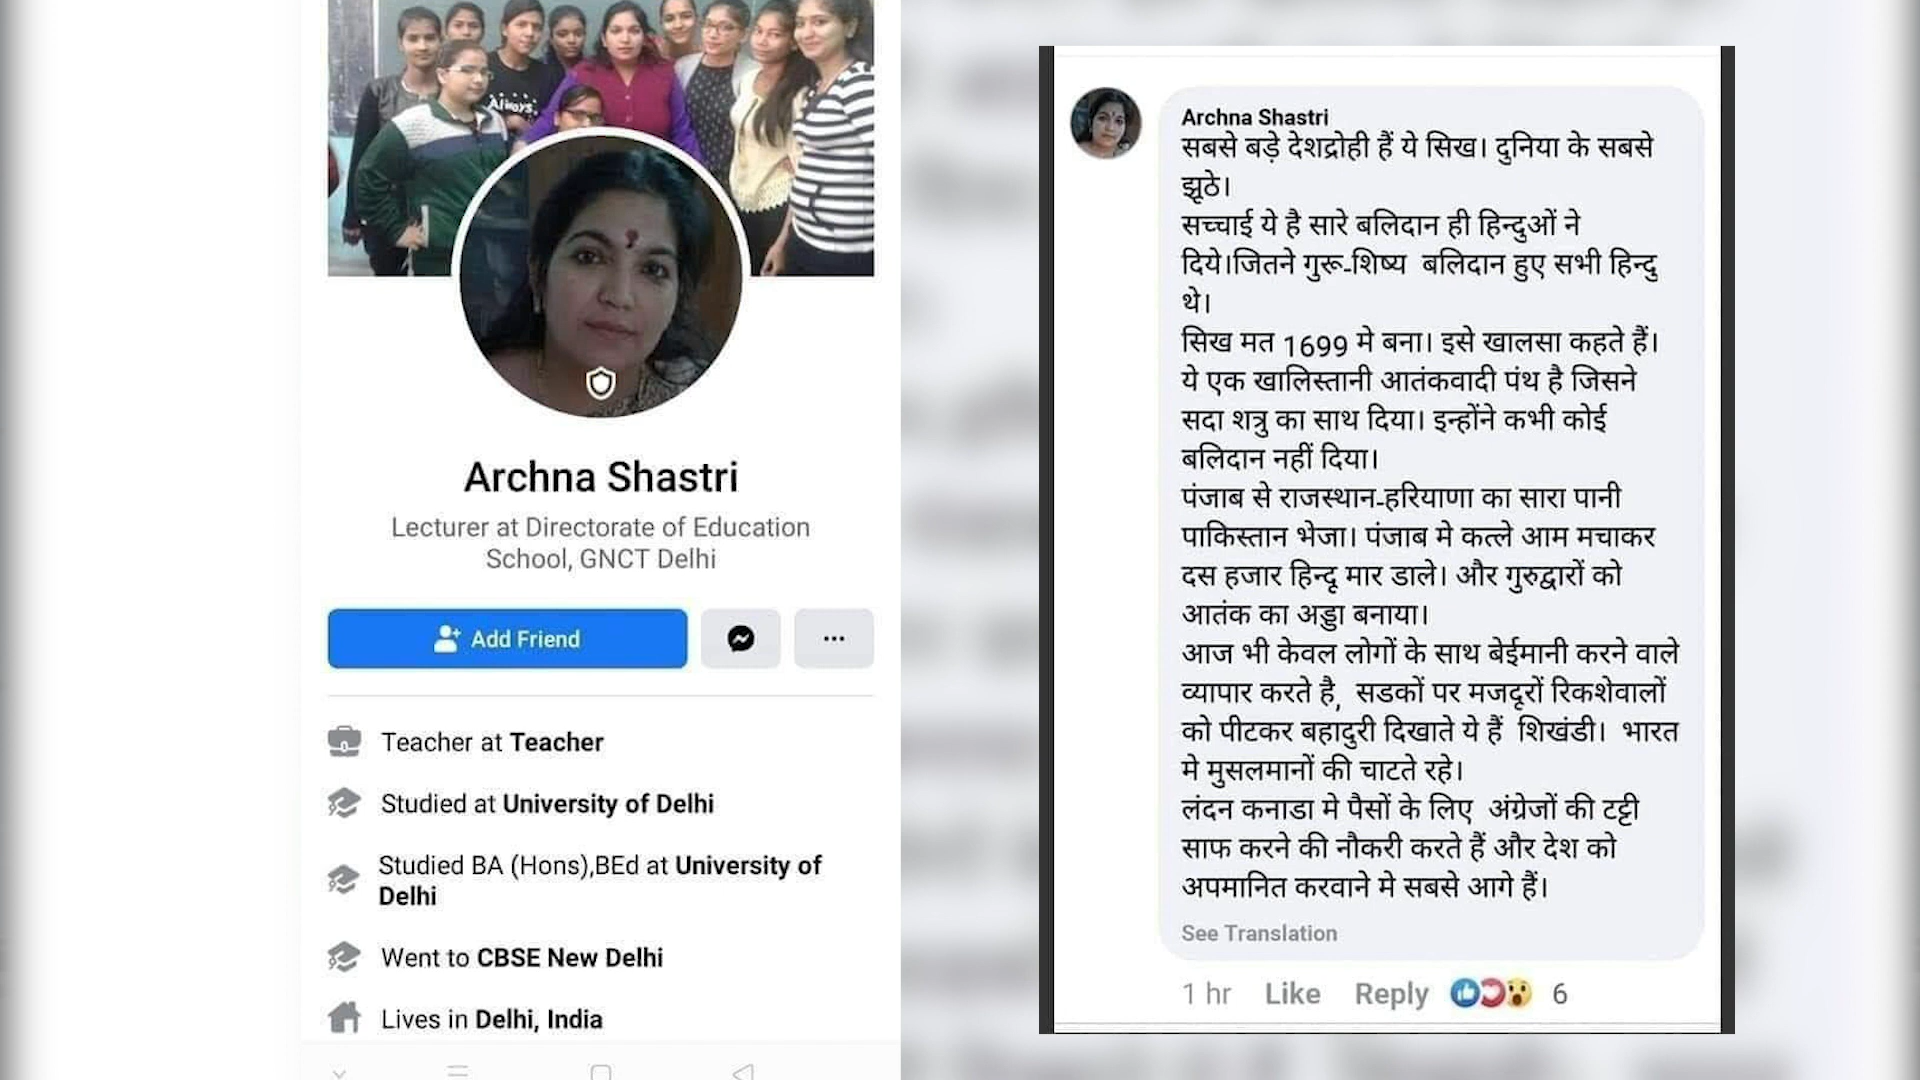 Always.
Archna Shastri
Lecturer at Directorate of Education
School, GNCT Delhi
Add Friend
Teacher at Teacher
Studied at University of Delhi
Studied BA (Hons),BEd at University of
Delhi
Went to CBSE New Delhi
Lives in Delhi, India
Archna Shastri
सबसे बड़े देशद्रोही हैं ये सिख। दुनिया के सबसे
झूठे।
सच्चाई ये है सारे बलिदान ही हिन्दुओं ने
दिये।जितने गुरू-शिष्य बलिदान हुए सभी हिन्दु
थे।
सिख मत 1699 मे बना। इसे खालसा कहते हैं।
ये एक खालिस्तानी आतंकवादी पंथ है जिसने
सदा शत्रु का साथ दिया। इन्होंने कभी कोई
बलिदान नहीं दिया।
पंजाब से राजस्थान-हरियाणा का सारा पानी
पाकिस्तान भेजा। पंजाब मे कत्ले आम मचाकर
दस हजार हिन्दू मार डाले। और गुरुद्वारों को
आतंक का अड्डा बनाया।
आज भी केवल लोगों के साथ बेईमानी करने वाले
व्यापार करते है, सडकों पर मजदूरों रिकशेवालों
को पीटकर बहादुरी दिखाते ये हैं शिखंडी। भारत
मे मुसलमानों की चाटते रहे।
लंदन कनाडा मे पैसों के लिए अंग्रेजों की टट्टी
साफ करने की नौकरी करते हैं और देश को
अपमानित करवाने मे सबसे आगे हैं।
See Translation
1 hr Like Reply 6